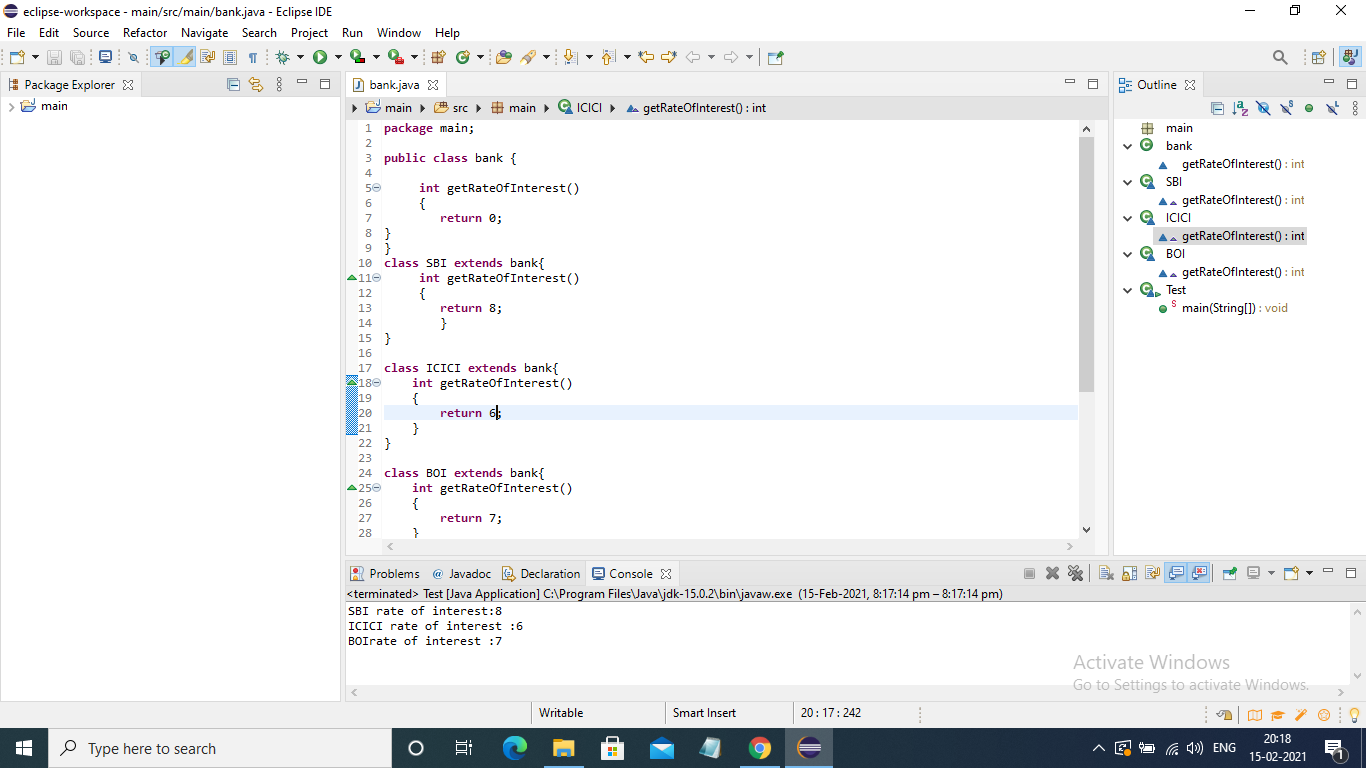 eclipse-workspace - main/src/main/bank.java - Eclipse IDE
File Edit Source Refactor Navigate Search Project Run Window Help
Package Explorer
main
bank.java
main src main ICICI getRateOfInterest() : int
1 package main;
2
3 public class bank {
4
5 int getRateOfInterest()
6 {
7 return 0;
8 }
9 }
10 class SBI extends bank{
11 int getRateOfInterest()
12 {
13 return 8;
14 }
15 }
16
17 class ICICI extends bank{
18 int getRateOfInterest()
19 {
20 return 6;
21 }
22 }
23
24 class BOI extends bank{
25 int getRateOfInterest()
26 {
27 return 7;
28 }
Outline
main
bank
getRateOfInterest() : int
SBI
getRateOfInterest() : int
ICICI
getRateOfInterest() : int
BOI
getRateOfInterest() : int
Test
main(String[]) : void
Problems @ Javadoc Declaration Console
<terminated> Test [Java Application] C:\Program Files\Java\jdk-15.0.2\bin\javaw.exe (15-Feb-2021, 8:17:14 pm – 8:17:14 pm)
SBI rate of interest:8
ICICI rate of interest :6
BOIrate of interest :7
Activate Windows
Go to Settings to activate Windows.
Writable Smart Insert 20 : 17 : 242
Type here to search
ENG
20:18
15-02-2021
1